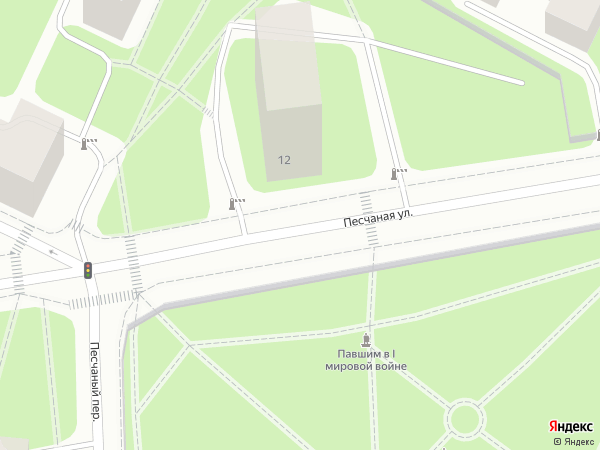 12
Песчаная ул.
Павшим в I
мировой войне
Песчаный пер.
Яндекс
© Яндекс